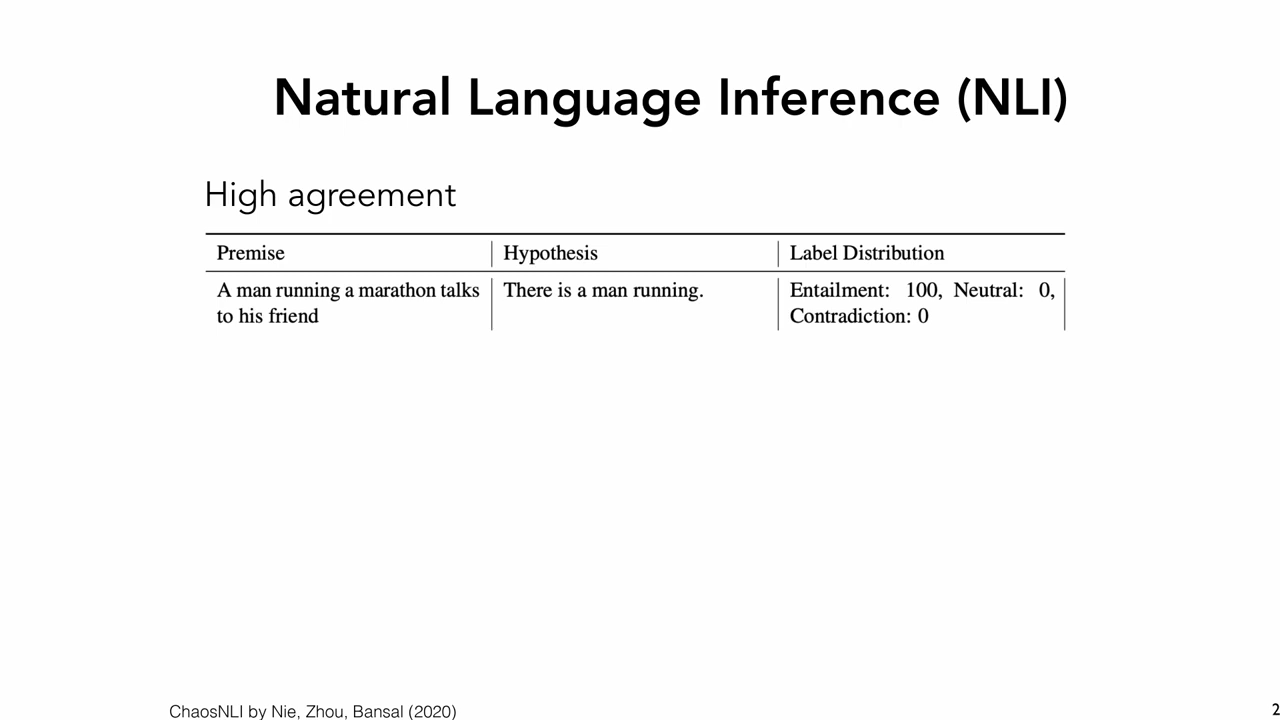 Natural Language Inference (NLI)
High agreement
Premise Hypothesis Label Distribution
A man running a marathon talks There is a man running. Entailment: 100, Neutral: 0,
to his friend Contradiction: 0
ChaosNLI by Nie, Zhou, Bansal (2020) 2